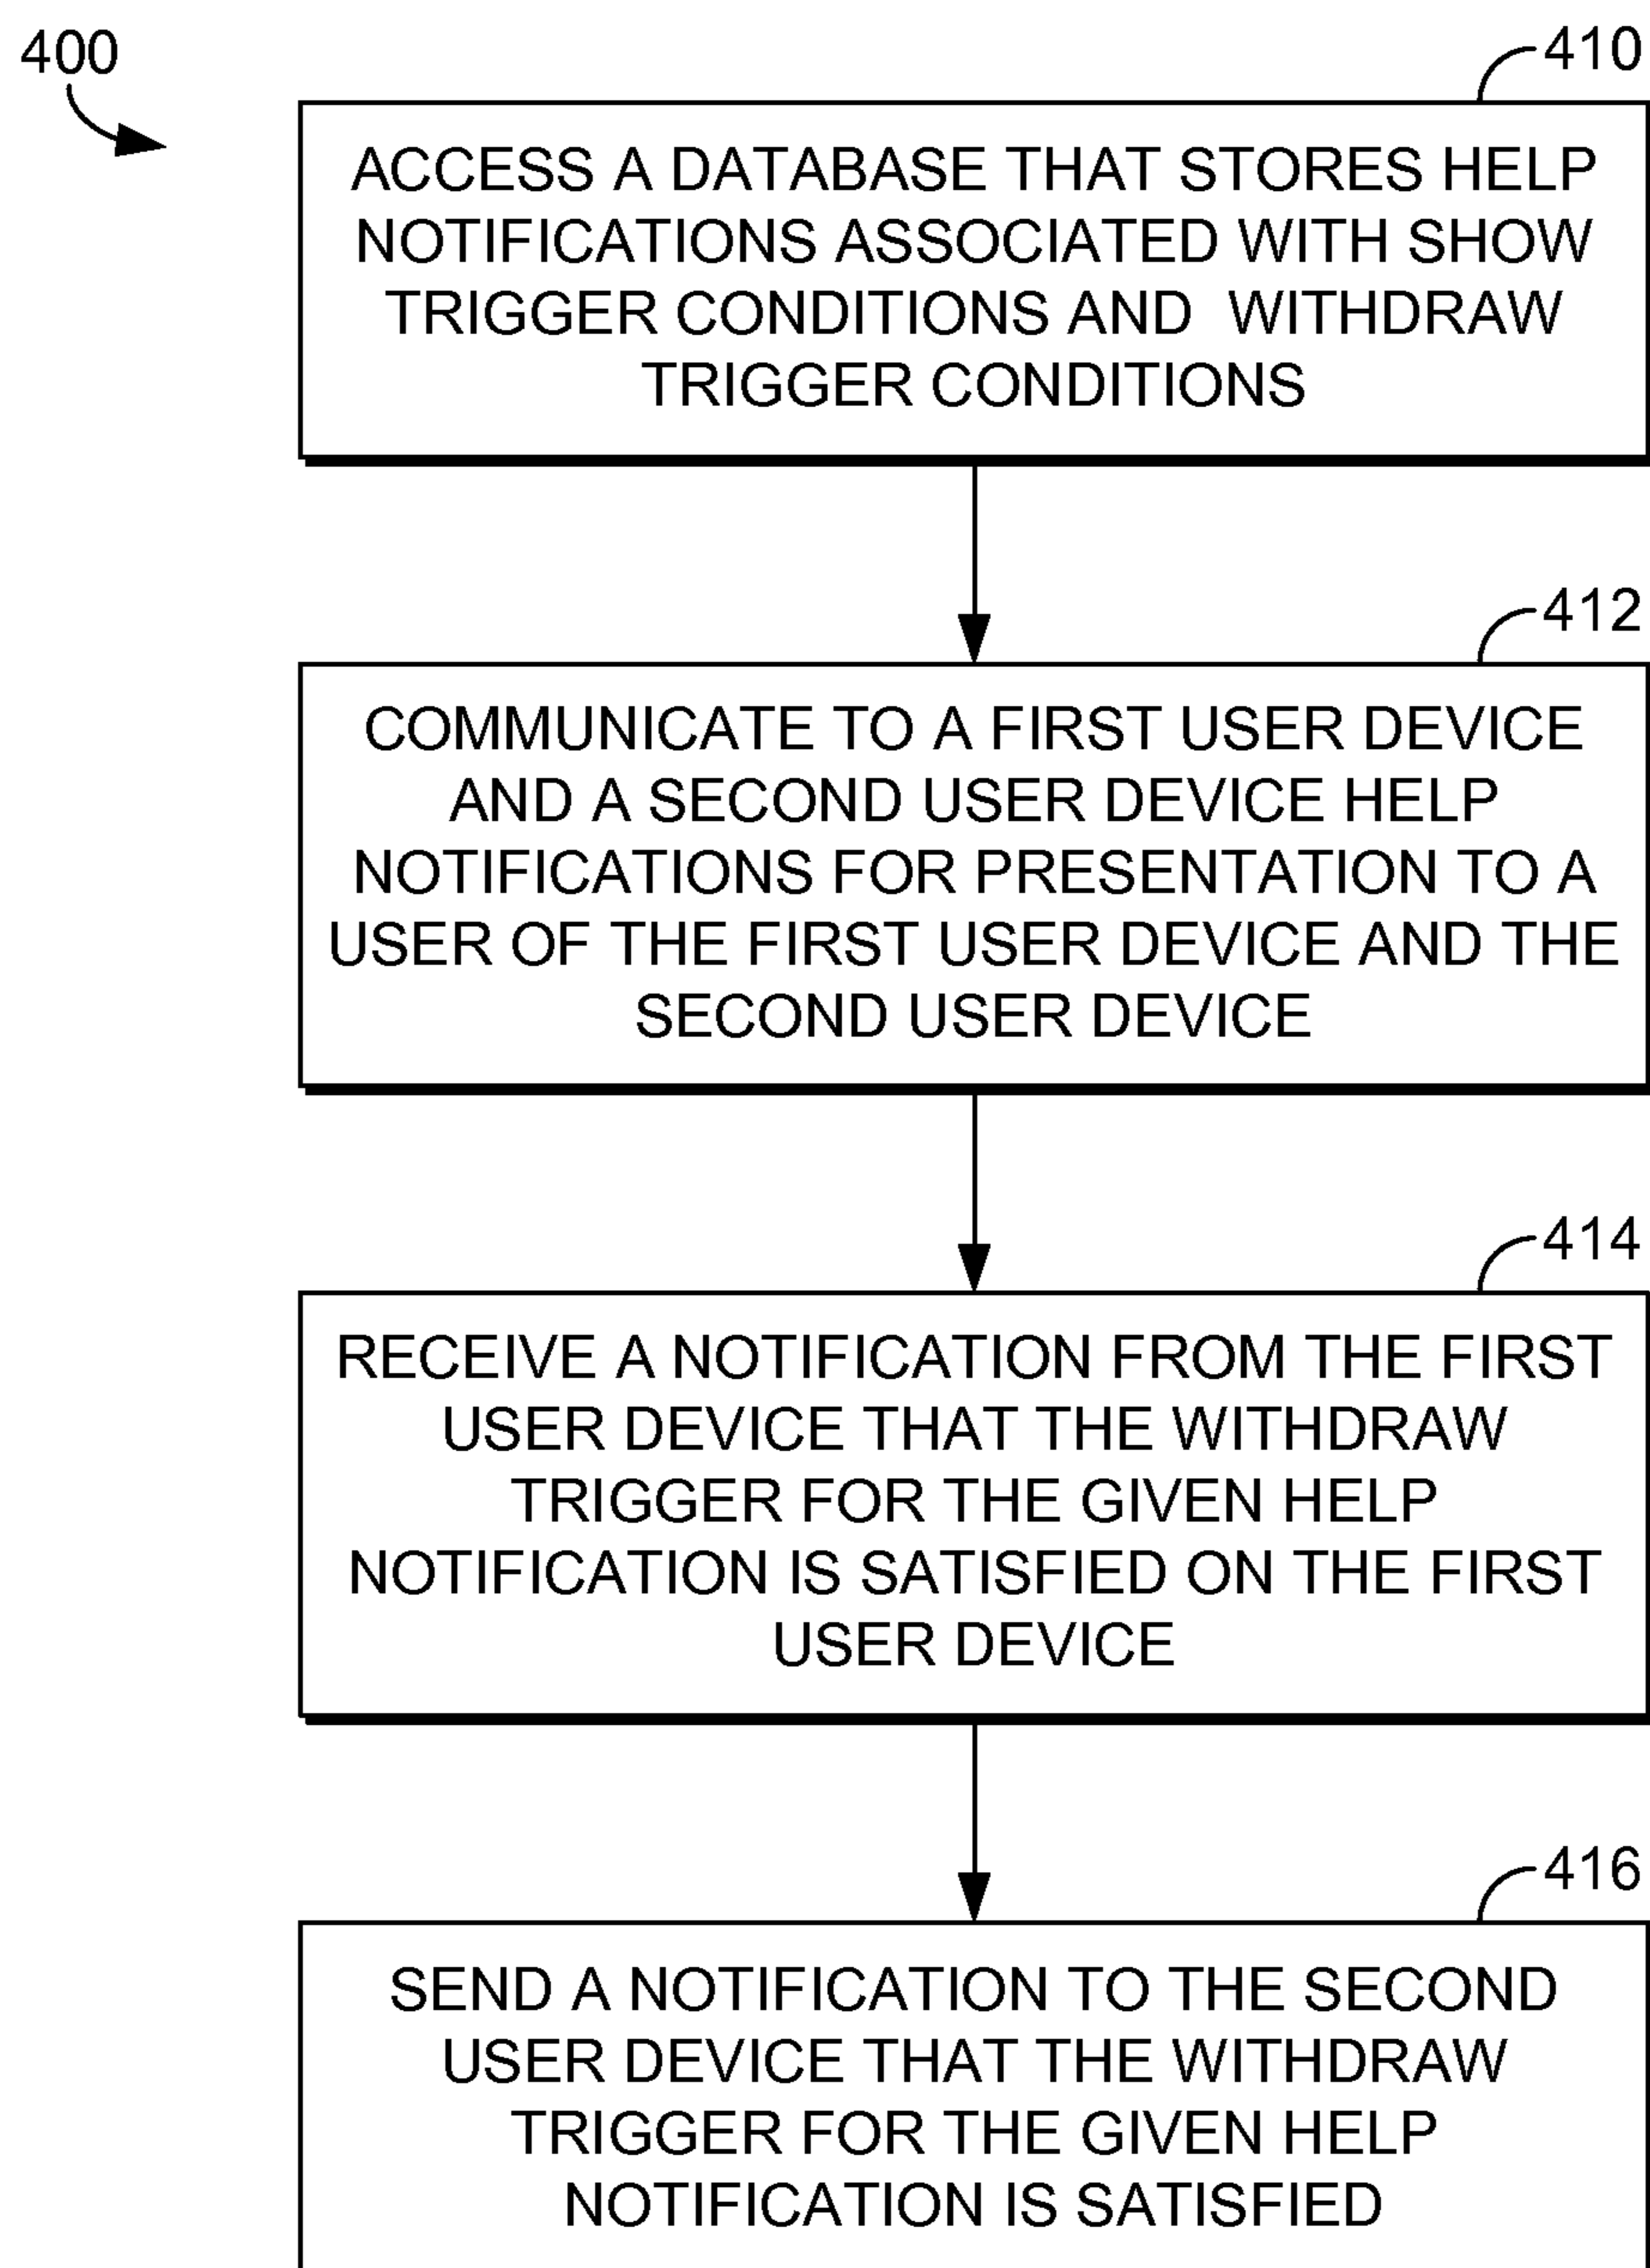 400
410
ACCESS A DATABASE THAT STORES HELP
NOTIFICATIONS ASSOCIATED WITH SHOW
TRIGGER CONDITIONS AND WITHDRAW
TRIGGER CONDITIONS
412
COMMUNICATE TO A FIRST USER DEVICE
AND A SECOND USER DEVICE HELP
NOTIFICATIONS FOR PRESENTATION TO A
USER OF THE FIRST USER DEVICE AND THE
SECOND USER DEVICE
414
RECEIVE A NOTIFICATION FROM THE FIRST
USER DEVICE THAT THE WITHDRAW
TRIGGER FOR THE GIVEN HELP
NOTIFICATION IS SATISFIED ON THE FIRST
USER DEVICE
416
SEND A NOTIFICATION TO THE SECOND
USER DEVICE THAT THE WITHDRAW
TRIGGER FOR THE GIVEN HELP
NOTIFICATION IS SATISFIED